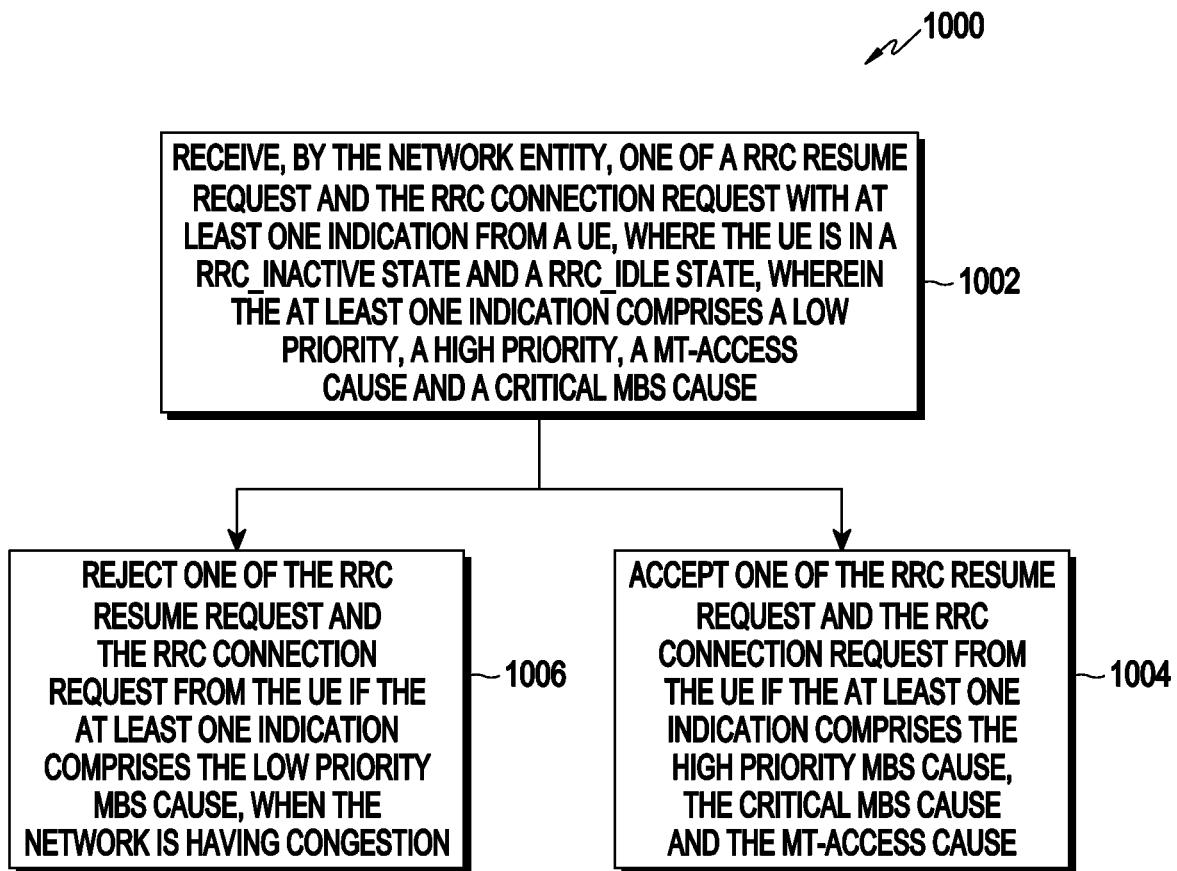 1000
RECEIVE, BY THE NETWORK ENTITY, ONE OF A RRC RESUME
REQUEST AND THE RRC CONNECTION REQUEST WITH AT
LEAST ONE INDICATION FROM A UE, WHERE THE UE IS IN A
RRC_INACTIVE STATE AND A RRC_IDLE STATE, WHEREIN
THE AT LEAST ONE INDICATION COMPRISES A LOW
PRIORITY, A HIGH PRIORITY, A MT-ACCESS
CAUSE AND A CRITICAL MBS CAUSE
1002
REJECT ONE OF THE RRC
RESUME REQUEST AND
THE RRC CONNECTION
REQUEST FROM THE UE IF THE
AT LEAST ONE INDICATION
COMPRISES THE LOW PRIORITY
MBS CAUSE, WHEN THE
NETWORK IS HAVING CONGESTION
1006
ACCEPT ONE OF THE RRC RESUME
REQUEST AND THE RRC
CONNECTION REQUEST FROM
THE UE IF THE AT LEAST ONE
INDICATION COMPRISES THE
HIGH PRIORITY MBS CAUSE,
THE CRITICAL MBS CAUSE
AND THE MT-ACCESS CAUSE
1004